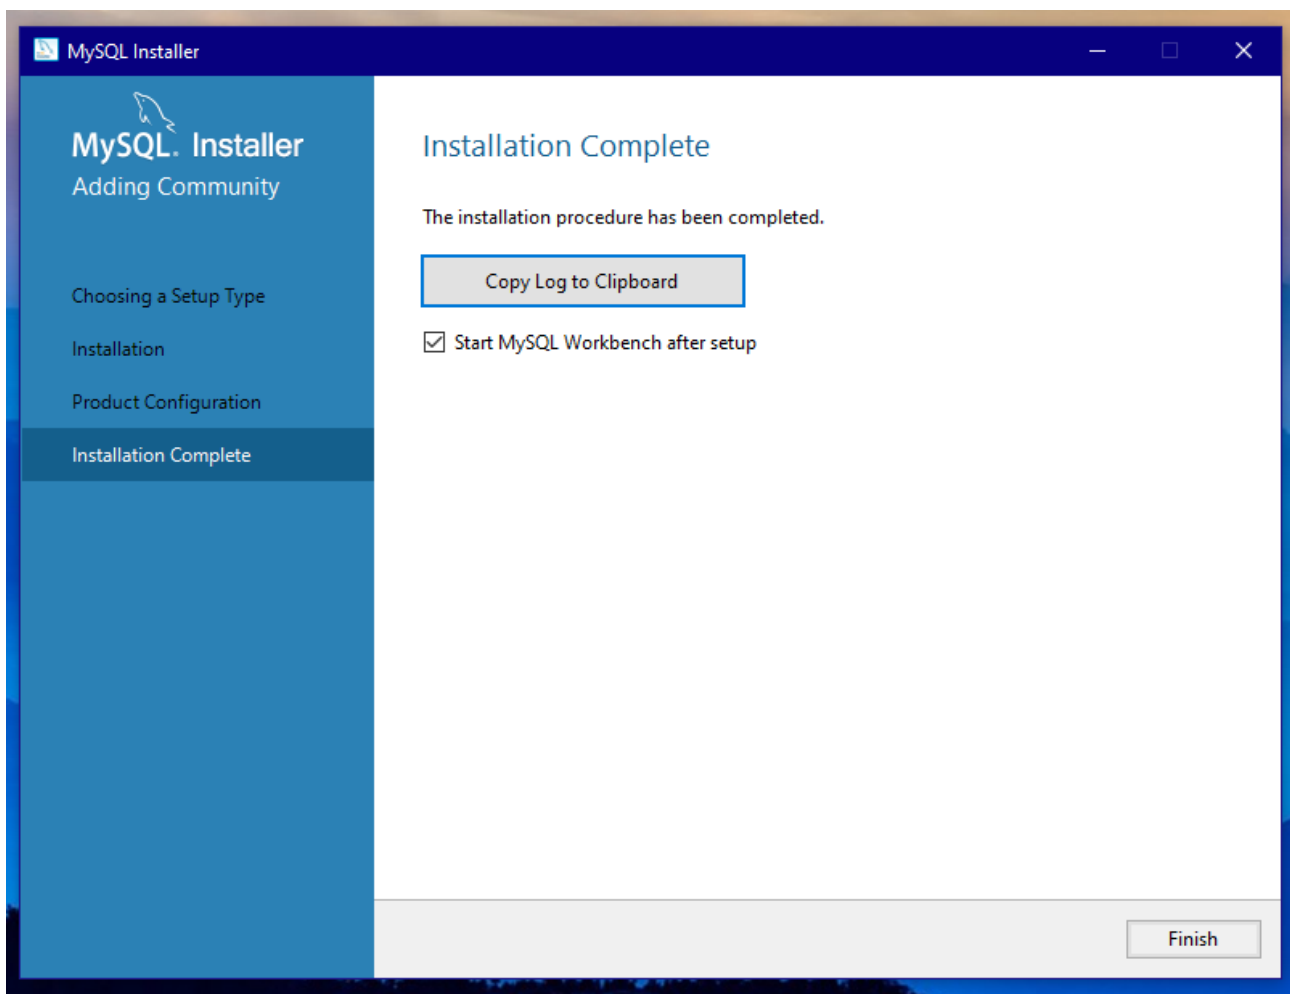 MySQL Installer
MySQL. Installer
Adding Community
Choosing a Setup Type
Installation
Product Configuration
Installation Complete
Installation Complete
The installation procedure has been completed.
Copy Log to Clipboard
Start MySQL Workbench after setup
Finish